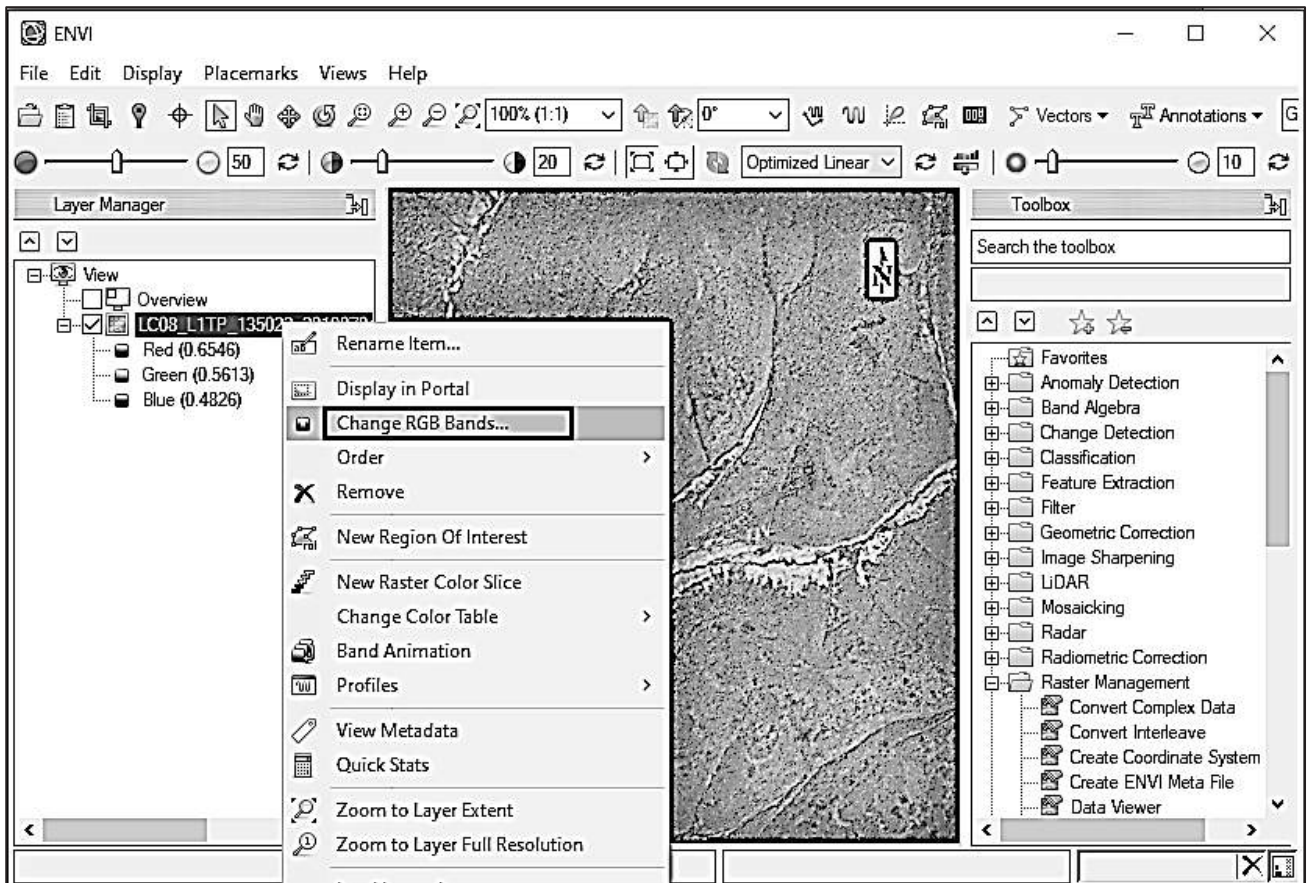 ENVI
File Edit Display Placemarks Views Help
100% (1:1) 0° Vectors Annotations G
50 20 Optimized Linear 10
Layer Manager
View
Overview
LC08_L1TP_135022
Red (0.6546)
Green (0.5613)
Blue (0.4826)
Rename Item...
Display in Portal
Change RGB Bands...
Order
Remove
New Region Of Interest
New Raster Color Slice
Change Color Table
Band Animation
Profiles
View Metadata
Quick Stats
Zoom to Layer Extent
Zoom to Layer Full Resolution
N
Toolbox
Search the toolbox
Favorites
Anomaly Detection
Band Algebra
Change Detection
Classification
Feature Extraction
Filter
Geometric Correction
Image Sharpening
LiDAR
Mosaicking
Radar
Radiometric Correction
Raster Management
Convert Complex Data
Convert Interleave
Create Coordinate System
Create ENVI Meta File
Data Viewer